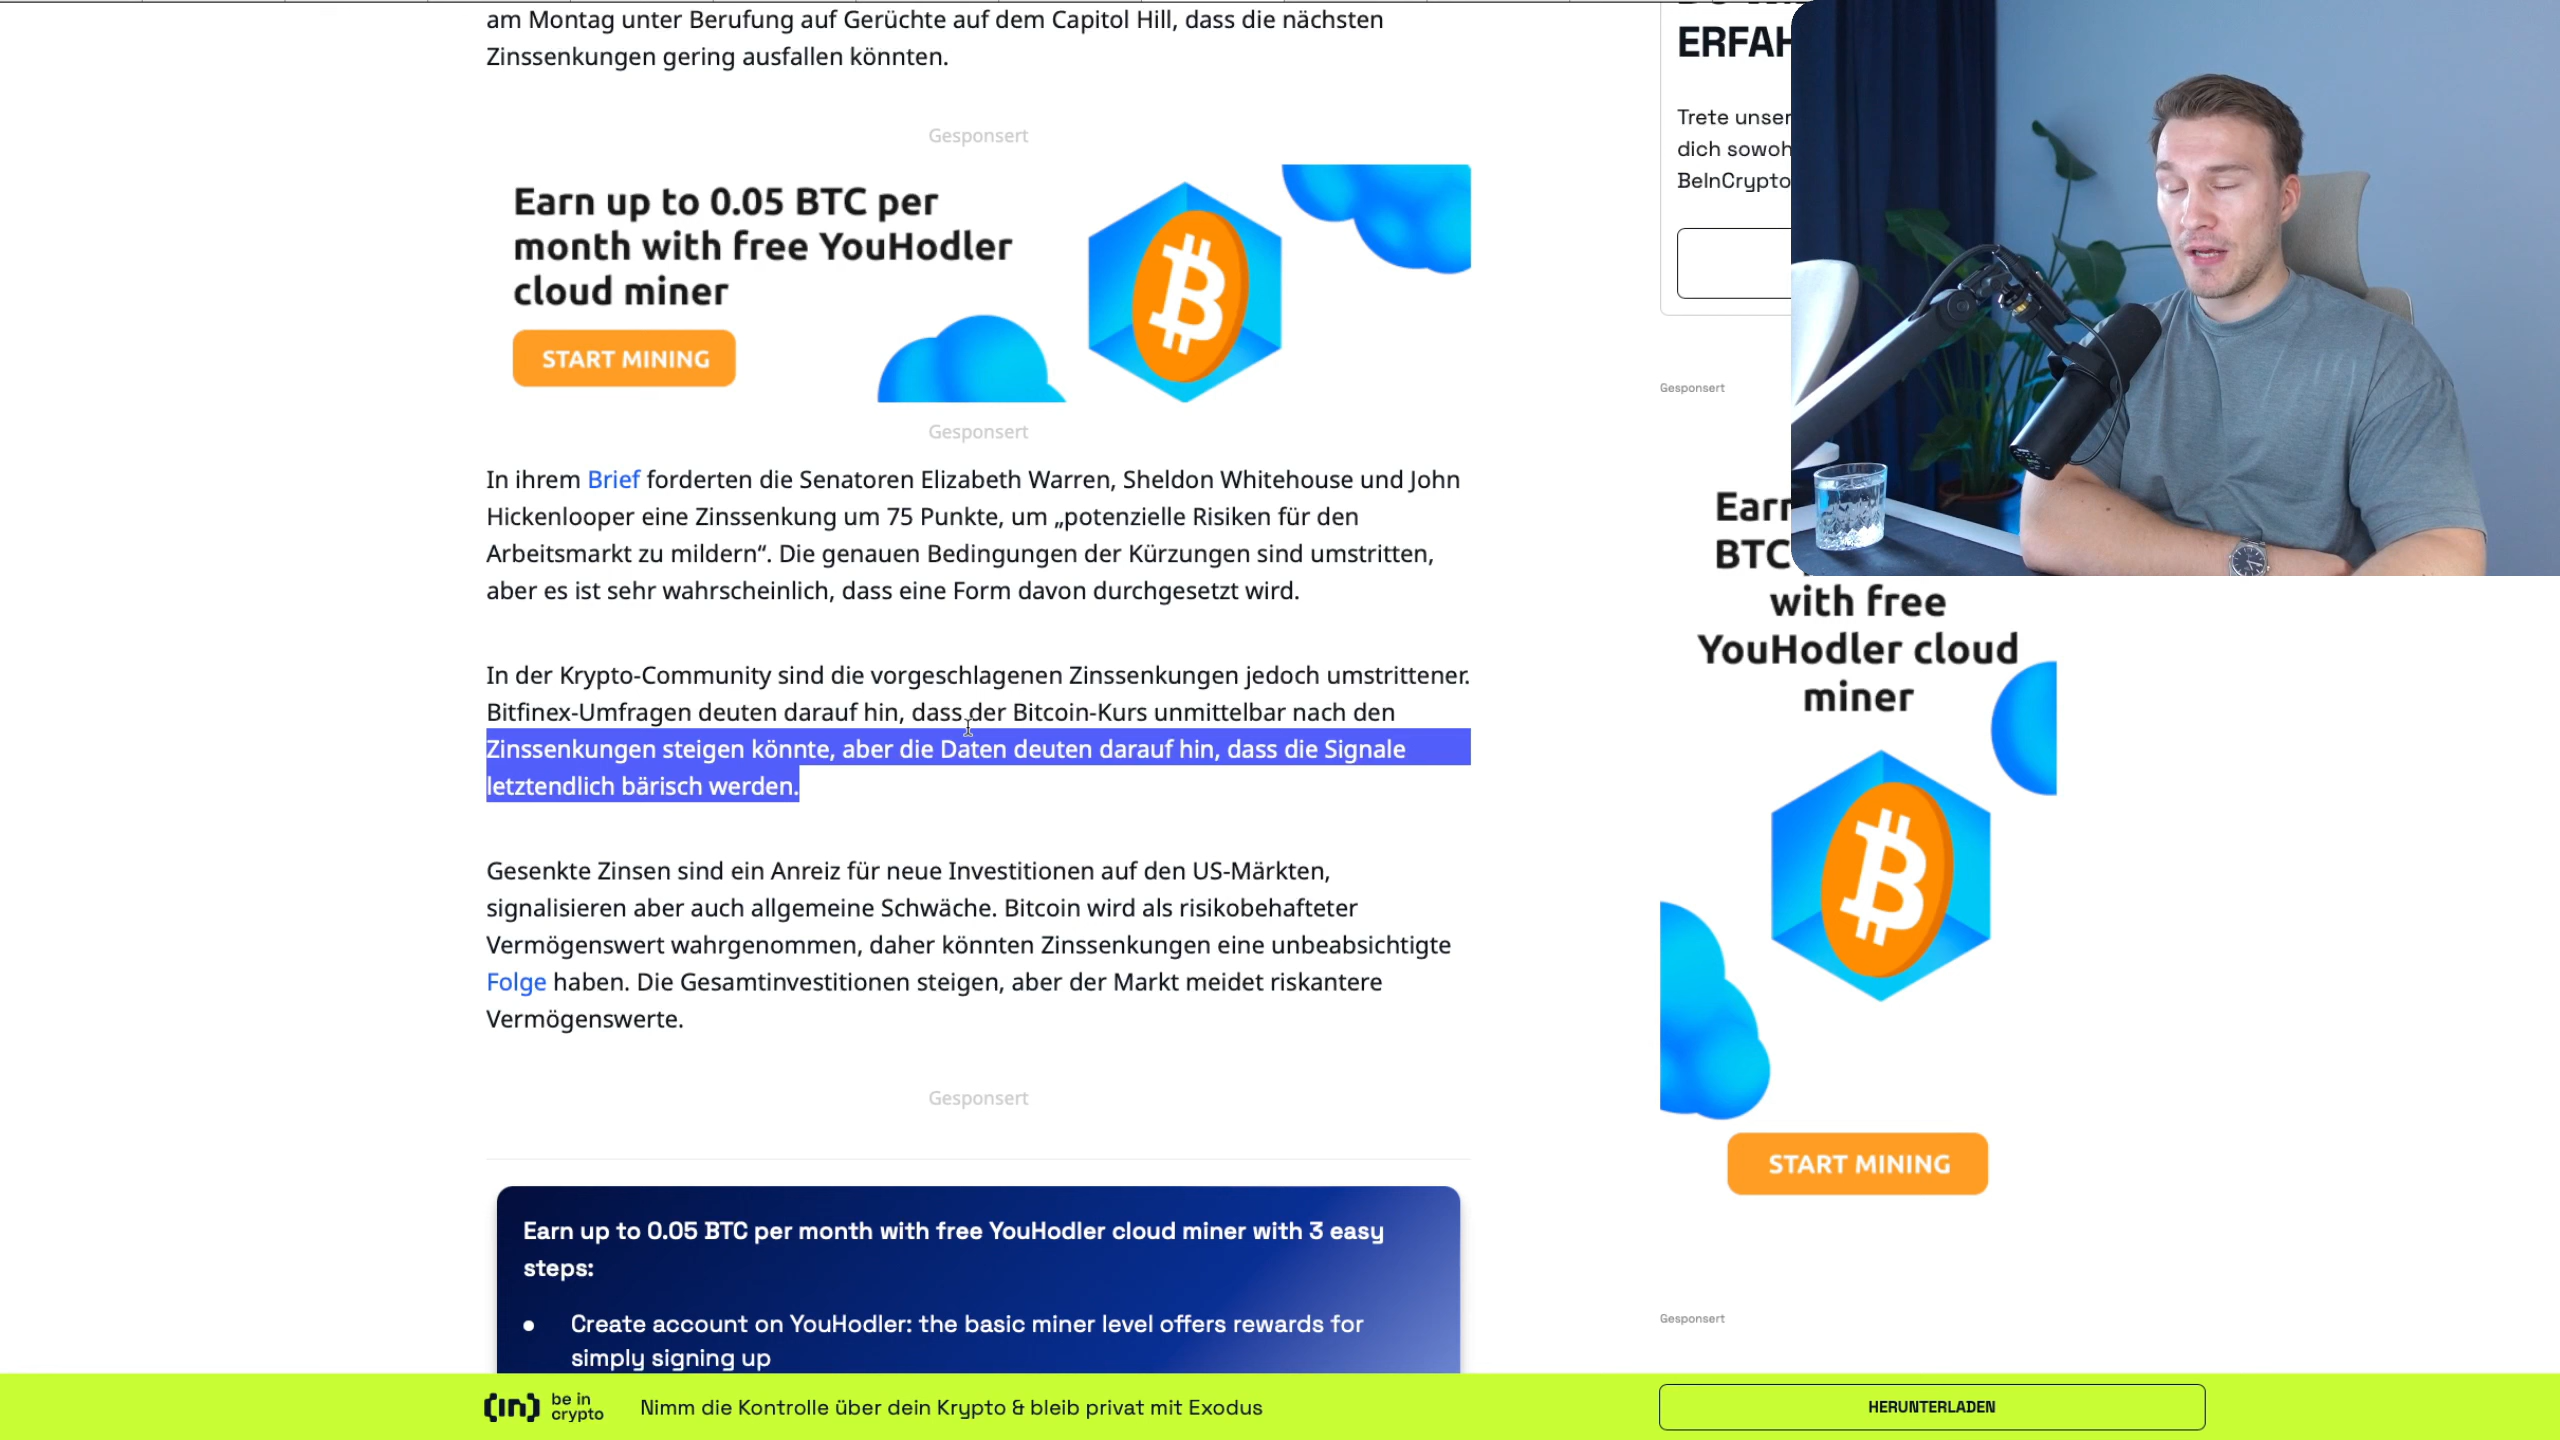 am Montag unter Berufung auf Gerüchte auf dem Capitol Hill, dass die nächsten
Zinssenkungen gering ausfallen könnten.
Gesponsert
Earn up to 0.05 BTC per
month with free YouHodler
cloud miner
START MINING
Gesponsert
In ihrem Brief forderten die Senatoren Elizabeth Warren, Sheldon Whitehouse und John
Hickenlooper eine Zinssenkung um 75 Punkte, um „potenzielle Risiken für den
Arbeitsmarkt zu mildern“. Die genauen Bedingungen der Kürzungen sind umstritten,
aber es ist sehr wahrscheinlich, dass eine Form davon durchgesetzt wird.
In der Krypto-Community sind die vorgeschlagenen Zinssenkungen jedoch umstrittener.
Bitfinex-Umfragen deuten darauf hin, dass der Bitcoin-Kurs unmittelbar nach den
Zinssenkungen steigen könnte, aber die Daten deuten darauf hin, dass die Signale
letztendlich bärisch werden.
Gesenkte Zinsen sind ein Anreiz für neue Investitionen auf den US-Märkten,
signalisieren aber auch allgemeine Schwäche. Bitcoin wird als risikobehafteter
Vermögenswert wahrgenommen, daher könnten Zinssenkungen eine unbeabsichtigte
Folge haben. Die Gesamtinvestitionen steigen, aber der Markt meidet riskantere
Vermögenswerte.
Gesponsert
Earn up to 0.05 BTC per month with free YouHodler cloud miner with 3 easy
steps:
Create account on YouHodler: the basic miner level offers rewards for
simply signing up
ERFAH
Trete unser
dich sowoh
BeInCrypto
Gesponsert
Earn
BTC
with free
YouHodler cloud
miner
START MINING
Gesponsert
be in
crypto
Nimm die Kontrolle über dein Krypto & bleib privat mit Exodus
HERUNTERLADEN